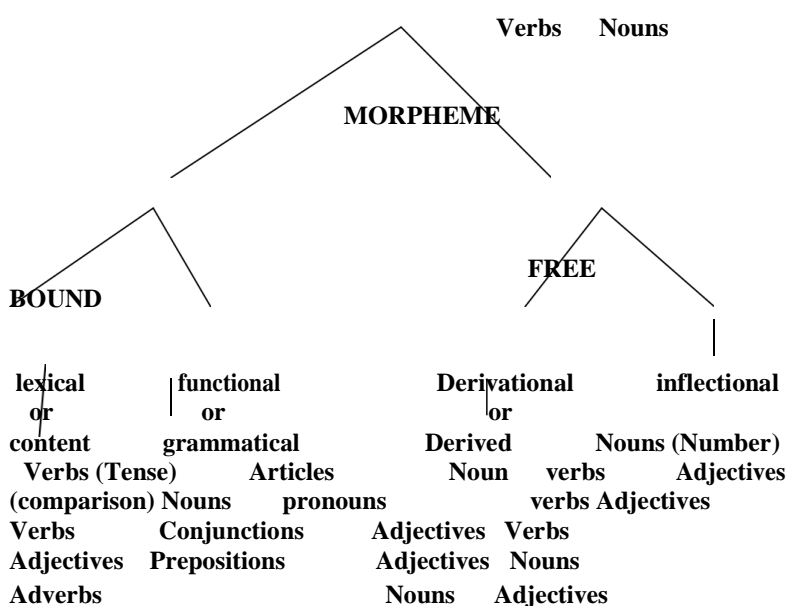 Verbs Nouns
MORPHEME
FREE
BOUND
lexical functional Derivational inflectional
or or or
content grammatical Derived Nouns (Number)
Verbs (Tense) Articles Noun verbs Adjectives
(comparison) Nouns pronouns verbs Adjectives
Verbs Conjunctions Adjectives Verbs
Adjectives Prepositions Adjectives Nouns
Adverbs Nouns Adjectives